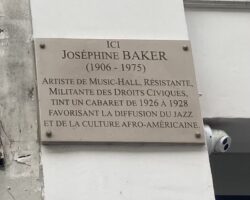 ICI
JOSÉPHINE BAKER
(1906 - 1975)
ARTISTE DE MUSIC-HALL, RÉSISTANTE,
MILITANTE DES DROITS CIVIQUES,
TINT UN CABARET DE 1926 À 1928
FAVORISANT LA DIFFUSION DU JAZZ
ET DE LA CULTURE AFRO-AMÉRICAINE